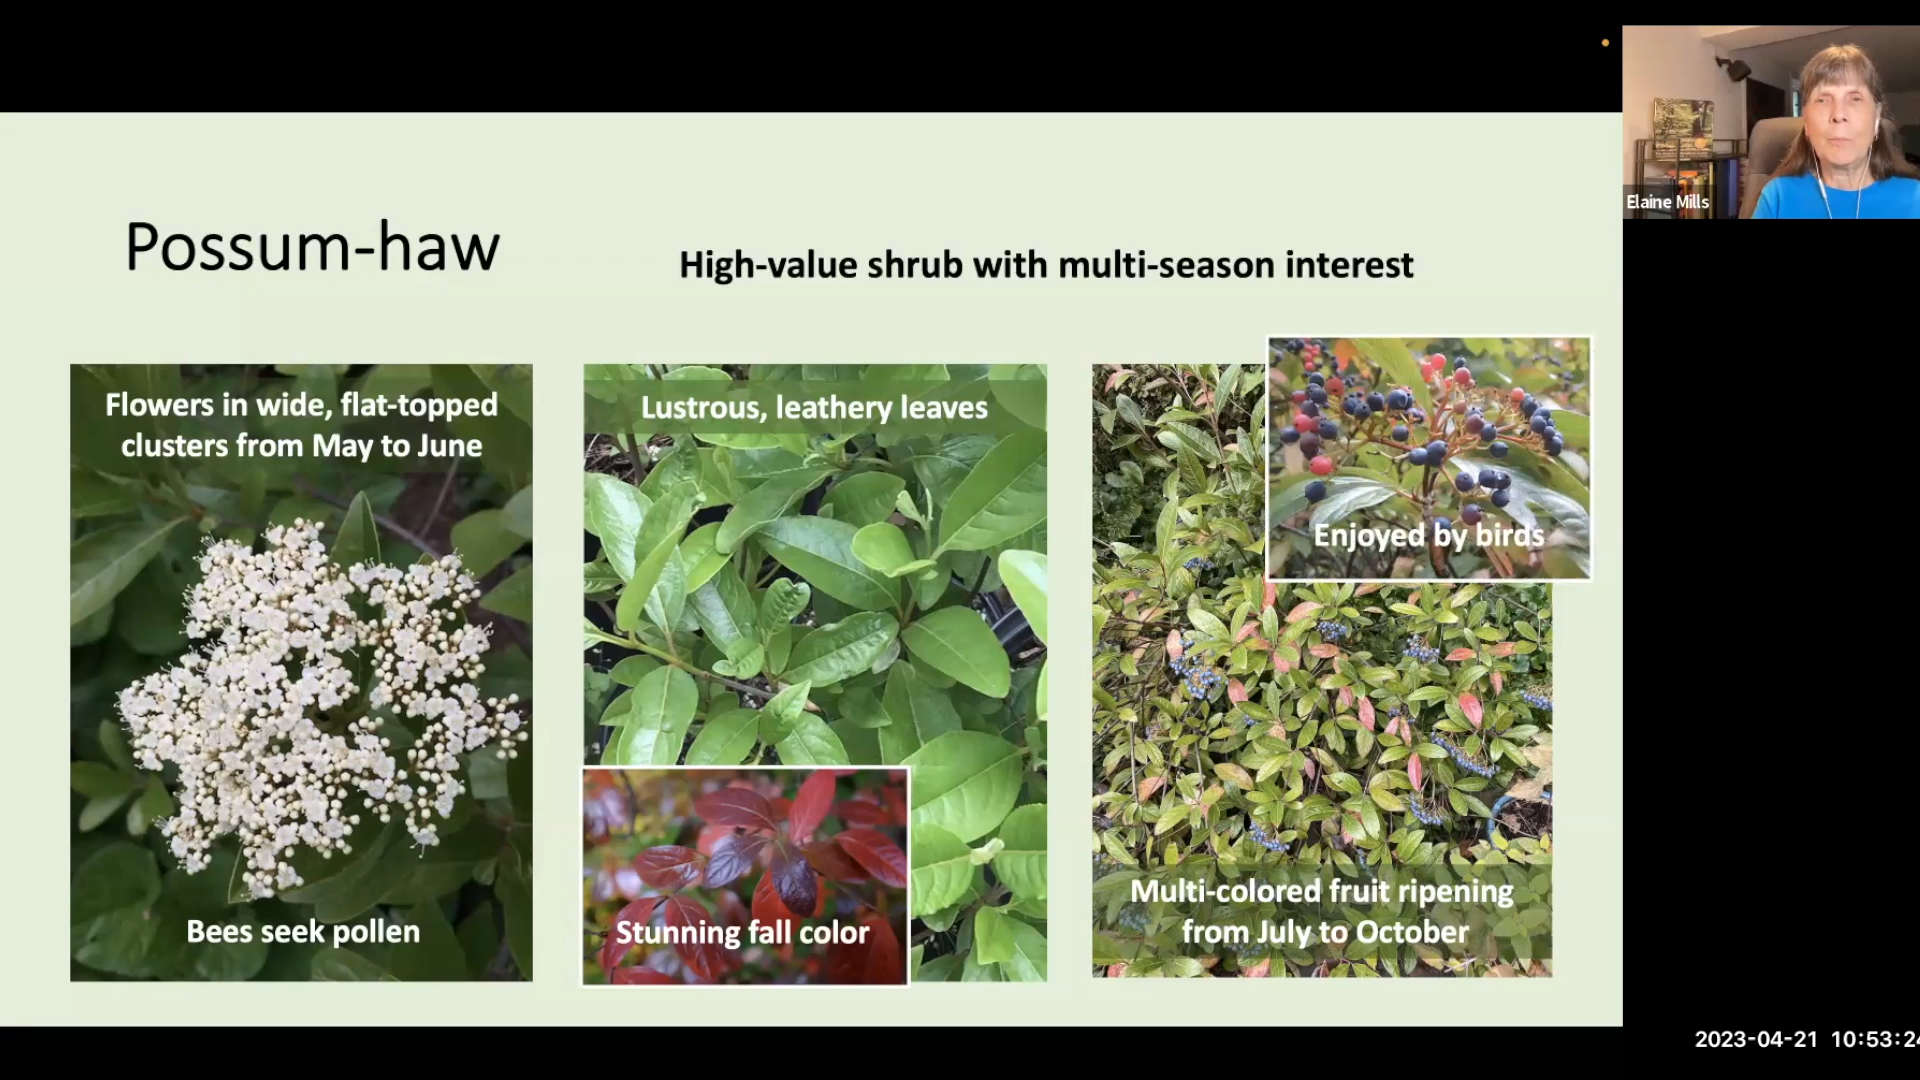 Possum-haw
High-value shrub with multi-season interest
Flowers in wide, flat-topped
clusters from May to June
Bees seek pollen
Lustrous, leathery leaves
Stunning fall color
Enjoyed by birds
Multi-colored fruit ripening
from July to October
Elaine Mills
2023-04-21 10:53:24